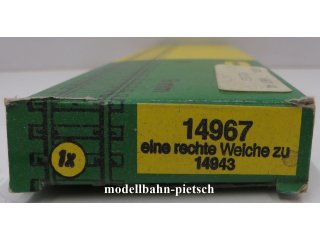 14967
eine rechte Weiche zu
14943
1x
modellbahn-pietsch